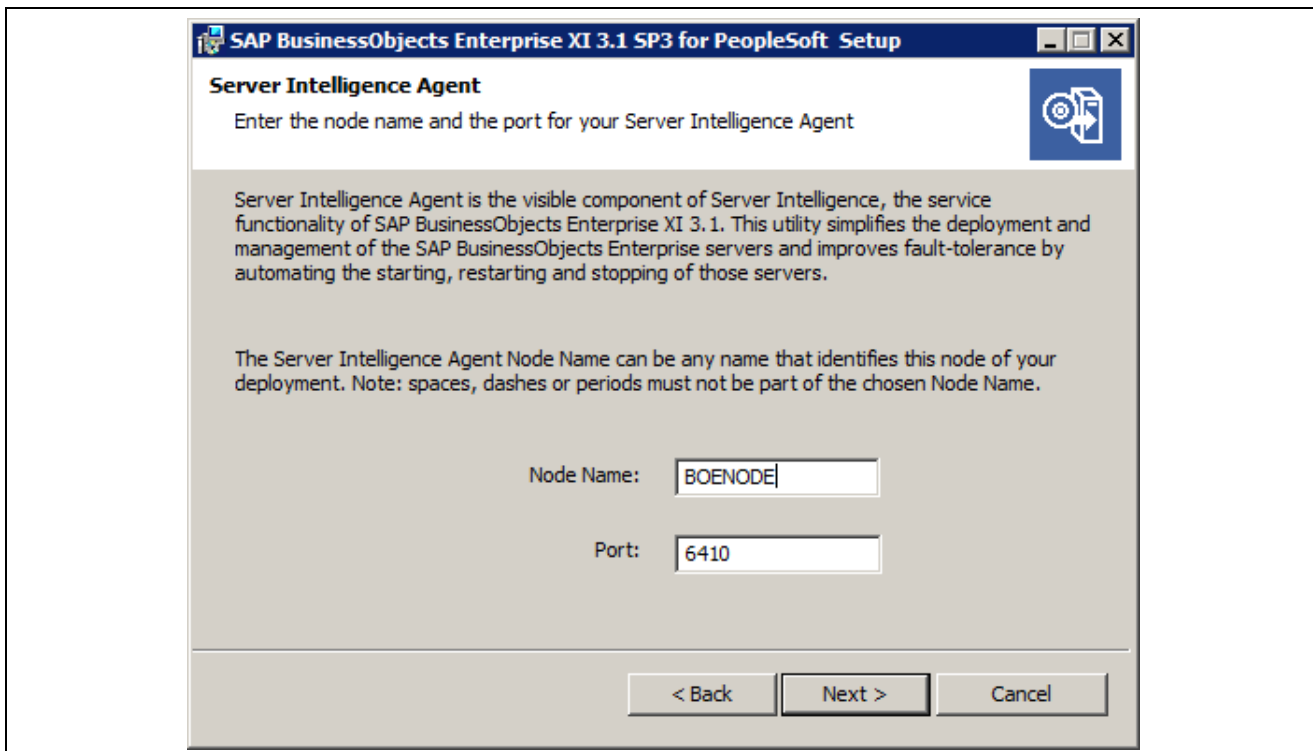 SAP BusinessObjects Enterprise XI 3.1 SP3 for PeopleSoft Setup
Server Intelligence Agent
Enter the node name and the port for your Server Intelligence Agent
Server Intelligence Agent is the visible component of Server Intelligence, the service
functionality of SAP BusinessObjects Enterprise XI 3.1. This utility simplifies the deployment and
management of the SAP BusinessObjects Enterprise servers and improves fault-tolerance by
automating the starting, restarting and stopping of those servers.
The Server Intelligence Agent Node Name can be any name that identifies this node of your
deployment. Note: spaces, dashes or periods must not be part of the chosen Node Name.
Node Name: BOENODE
Port: 6410
< Back Next > Cancel